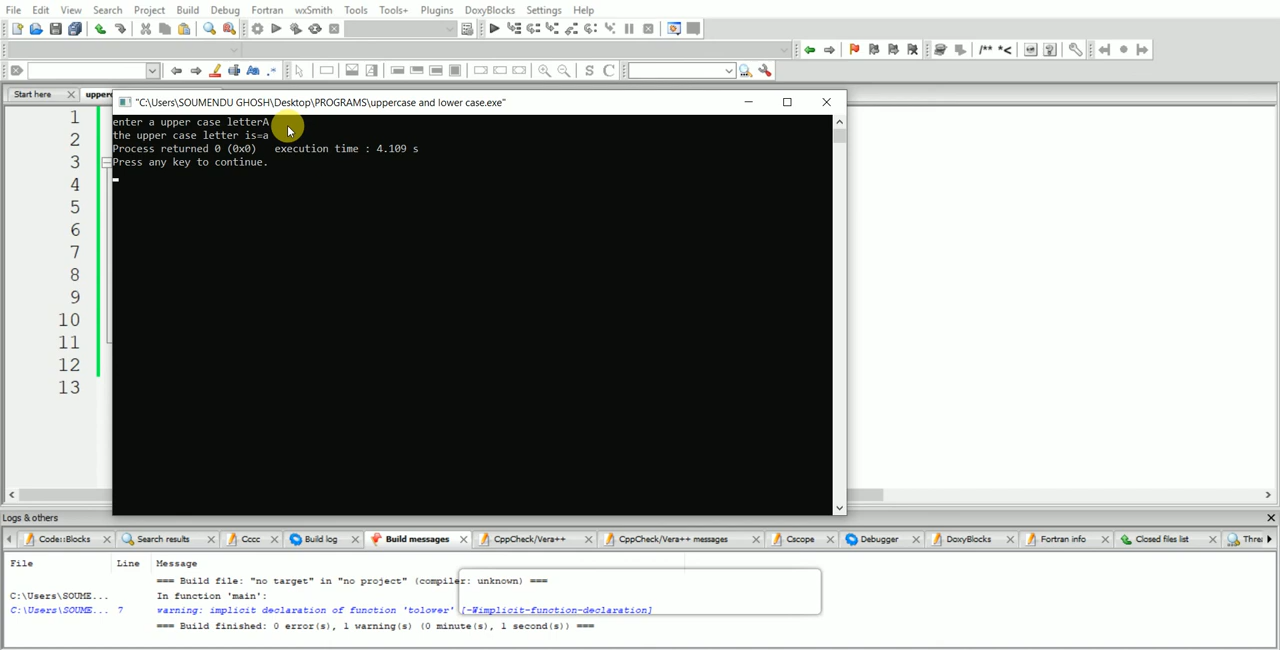 File Edit View Search Project Build Debug Fortran wxSmith Tools Tools+ Plugins DoxyBlocks Settings Help
Start here
"C:\Users\SOUMENDU GHOSH\Desktop\PROGRAMS\uppercase and lower case.exe"
1
2
3
4
5
6
7
8
9
10
11
12
13
enter a upper case letterA
the upper case letter is=a
Process returned 0 (0x0) execution time : 4.109 s
Press any key to continue.
Logs & others
Code::Blocks Search results Cccc Build log Build messages CppCheck/Vera++ CppCheck/Vera++ messages Cscope Debugger DoxyBlocks Fortran info Closed files list
File Line Message
=== Build file: "no target" in "no project" (compiler: unknown) ===
C:\Users\SOUME... In function 'main':
C:\Users\SOUME... 7 warning: implicit declaration of function 'tolower' [-Wimplicit-function-declaration]
=== Build finished: 0 error(s), 1 warning(s) (0 minute(s), 1 second(s)) ===